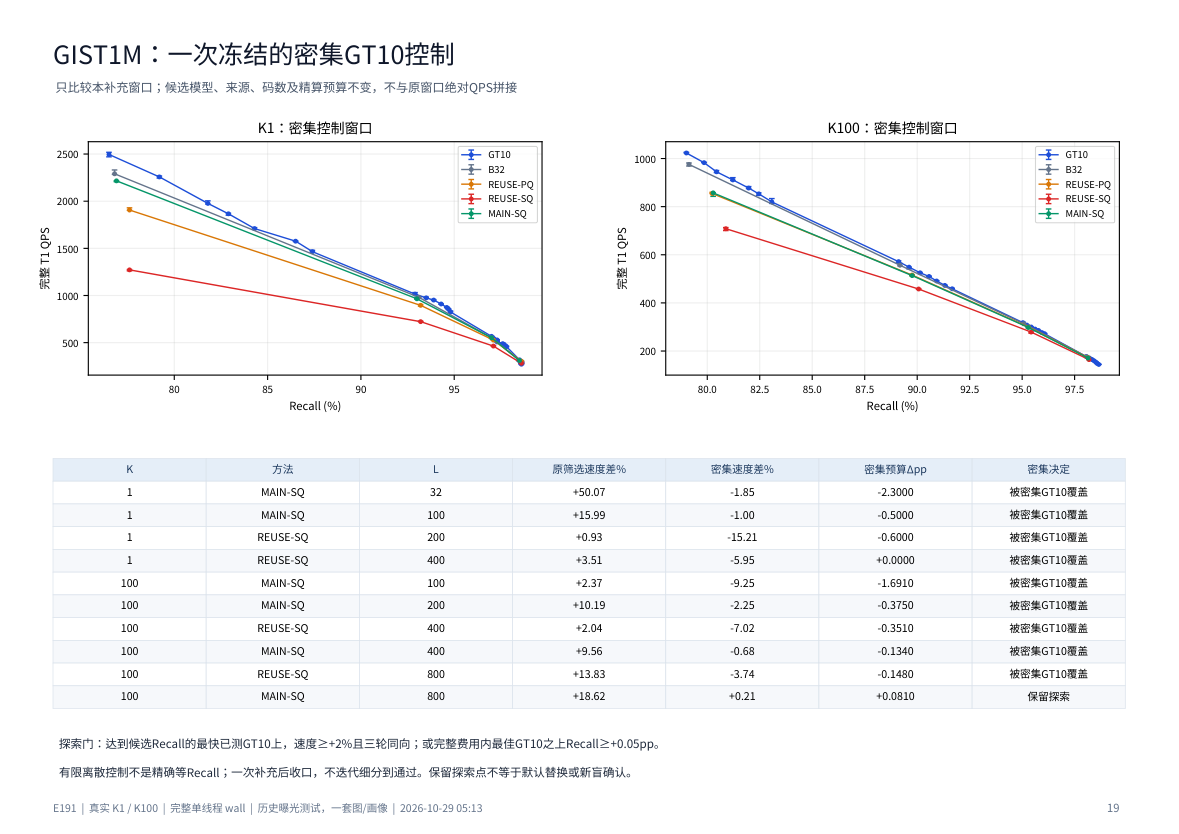 GIST1M：一次冻结的密集GT10控制
只比较本补充窗口；候选模型、来源、码数及精算预算不变，不与原窗口绝对QPS拼接
K1：密集控制窗口
完整 T1 QPS
2500
2000
1500
1000
500
80 85 90 95
Recall (%)
GT10
B32
REUSE-PQ
REUSE-SQ
MAIN-SQ
K100：密集控制窗口
完整 T1 QPS
1000
800
600
400
200
80.0 82.5 85.0 87.5 90.0 92.5 95.0 97.5
Recall (%)
GT10
B32
REUSE-PQ
REUSE-SQ
MAIN-SQ
K 方法 L 原筛选速度差% 密集速度差% 密集预算Δpp 密集决定
1 MAIN-SQ 32 +50.07 -1.85 -2.3000 被密集GT10覆盖
1 MAIN-SQ 100 +15.99 -1.00 -0.5000 被密集GT10覆盖
1 REUSE-SQ 200 +0.93 -15.21 -0.6000 被密集GT10覆盖
1 REUSE-SQ 400 +3.51 -5.95 +0.0000 被密集GT10覆盖
100 MAIN-SQ 100 +2.37 -9.25 -1.6910 被密集GT10覆盖
100 MAIN-SQ 200 +10.19 -2.25 -0.3750 被密集GT10覆盖
100 REUSE-SQ 400 +2.04 -7.02 -0.3510 被密集GT10覆盖
100 MAIN-SQ 400 +9.56 -0.68 -0.1340 被密集GT10覆盖
100 REUSE-SQ 800 +13.83 -3.74 -0.1480 被密集GT10覆盖
100 MAIN-SQ 800 +18.62 +0.21 +0.0810 保留探索
探索门：达到候选Recall的最快已测GT10上，速度≥+2%且三轮同向；或完整费用内最佳GT10之上Recall≥+0.05pp。
有限离散控制不是精确等Recall；一次补充后收口，不迭代细分到通过。保留探索点不等于默认替换或新盲确认。
E191 | 真实 K1 / K100 | 完整单线程 wall | 历史曝光测试，一套图/画像 | 2026-10-29 05:13
19